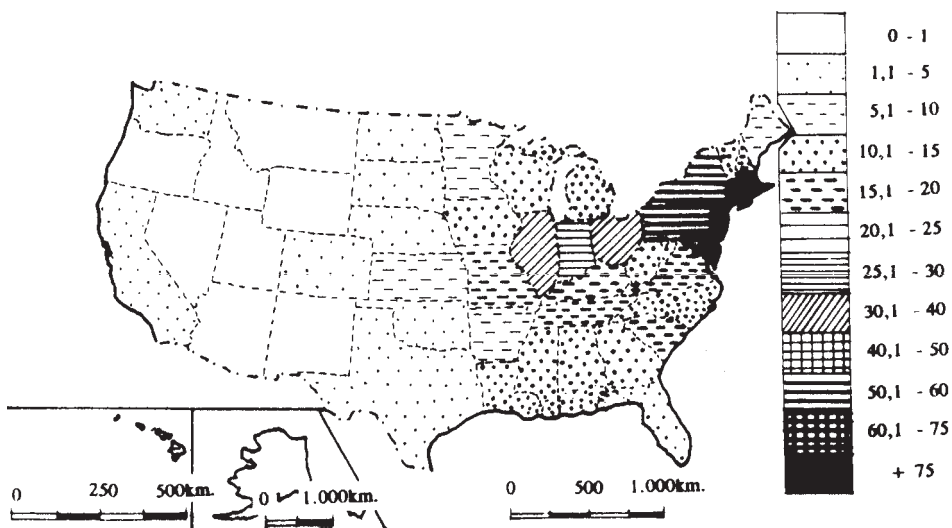 0 - 1
1,1 - 5
5,1 - 10
10,1 - 15
15,1 - 20
20,1 - 25
25,1 - 30
30,1 - 40
40,1 - 50
50,1 - 60
60,1 - 75
+ 75
0 250 500km.
0 1.000km.
0 500 1.000km.